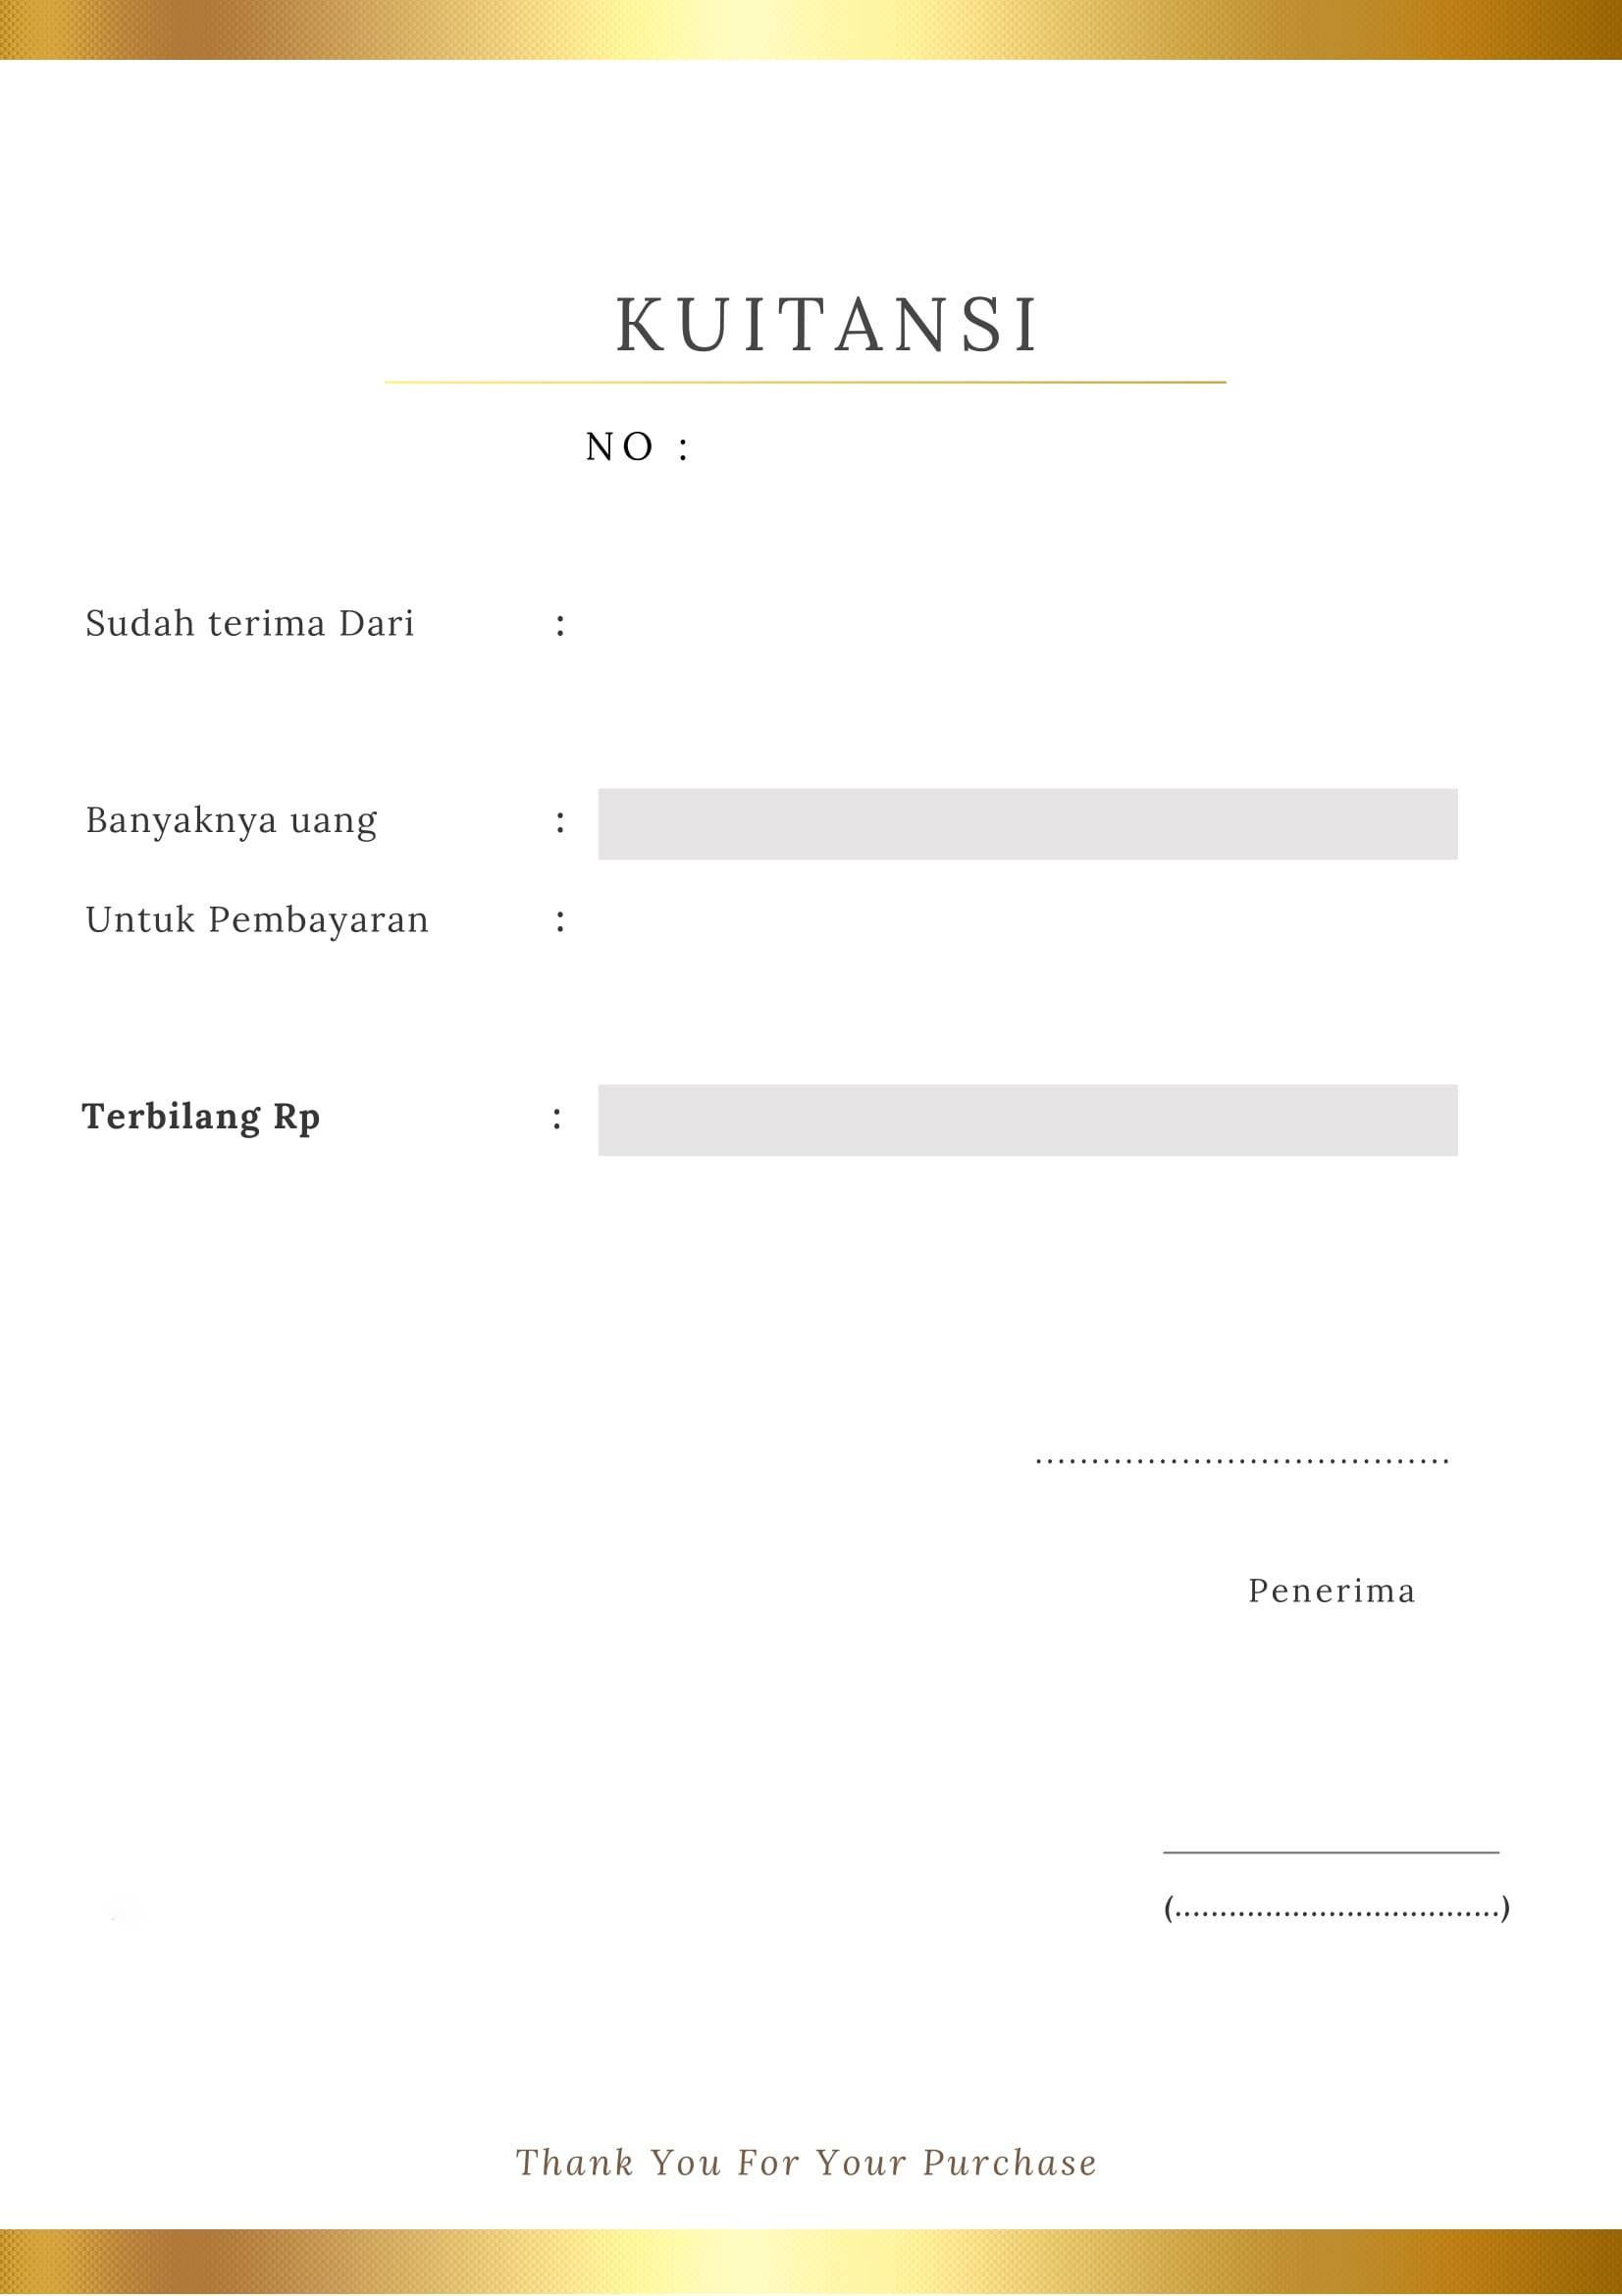 KUITANSI
NO :
Sudah terima Dari :
Banyaknya uang :
Untuk Pembayaran :
Terbilang Rp :
.....................................
Penerima
(....................................)
Thank You For Your Purchase